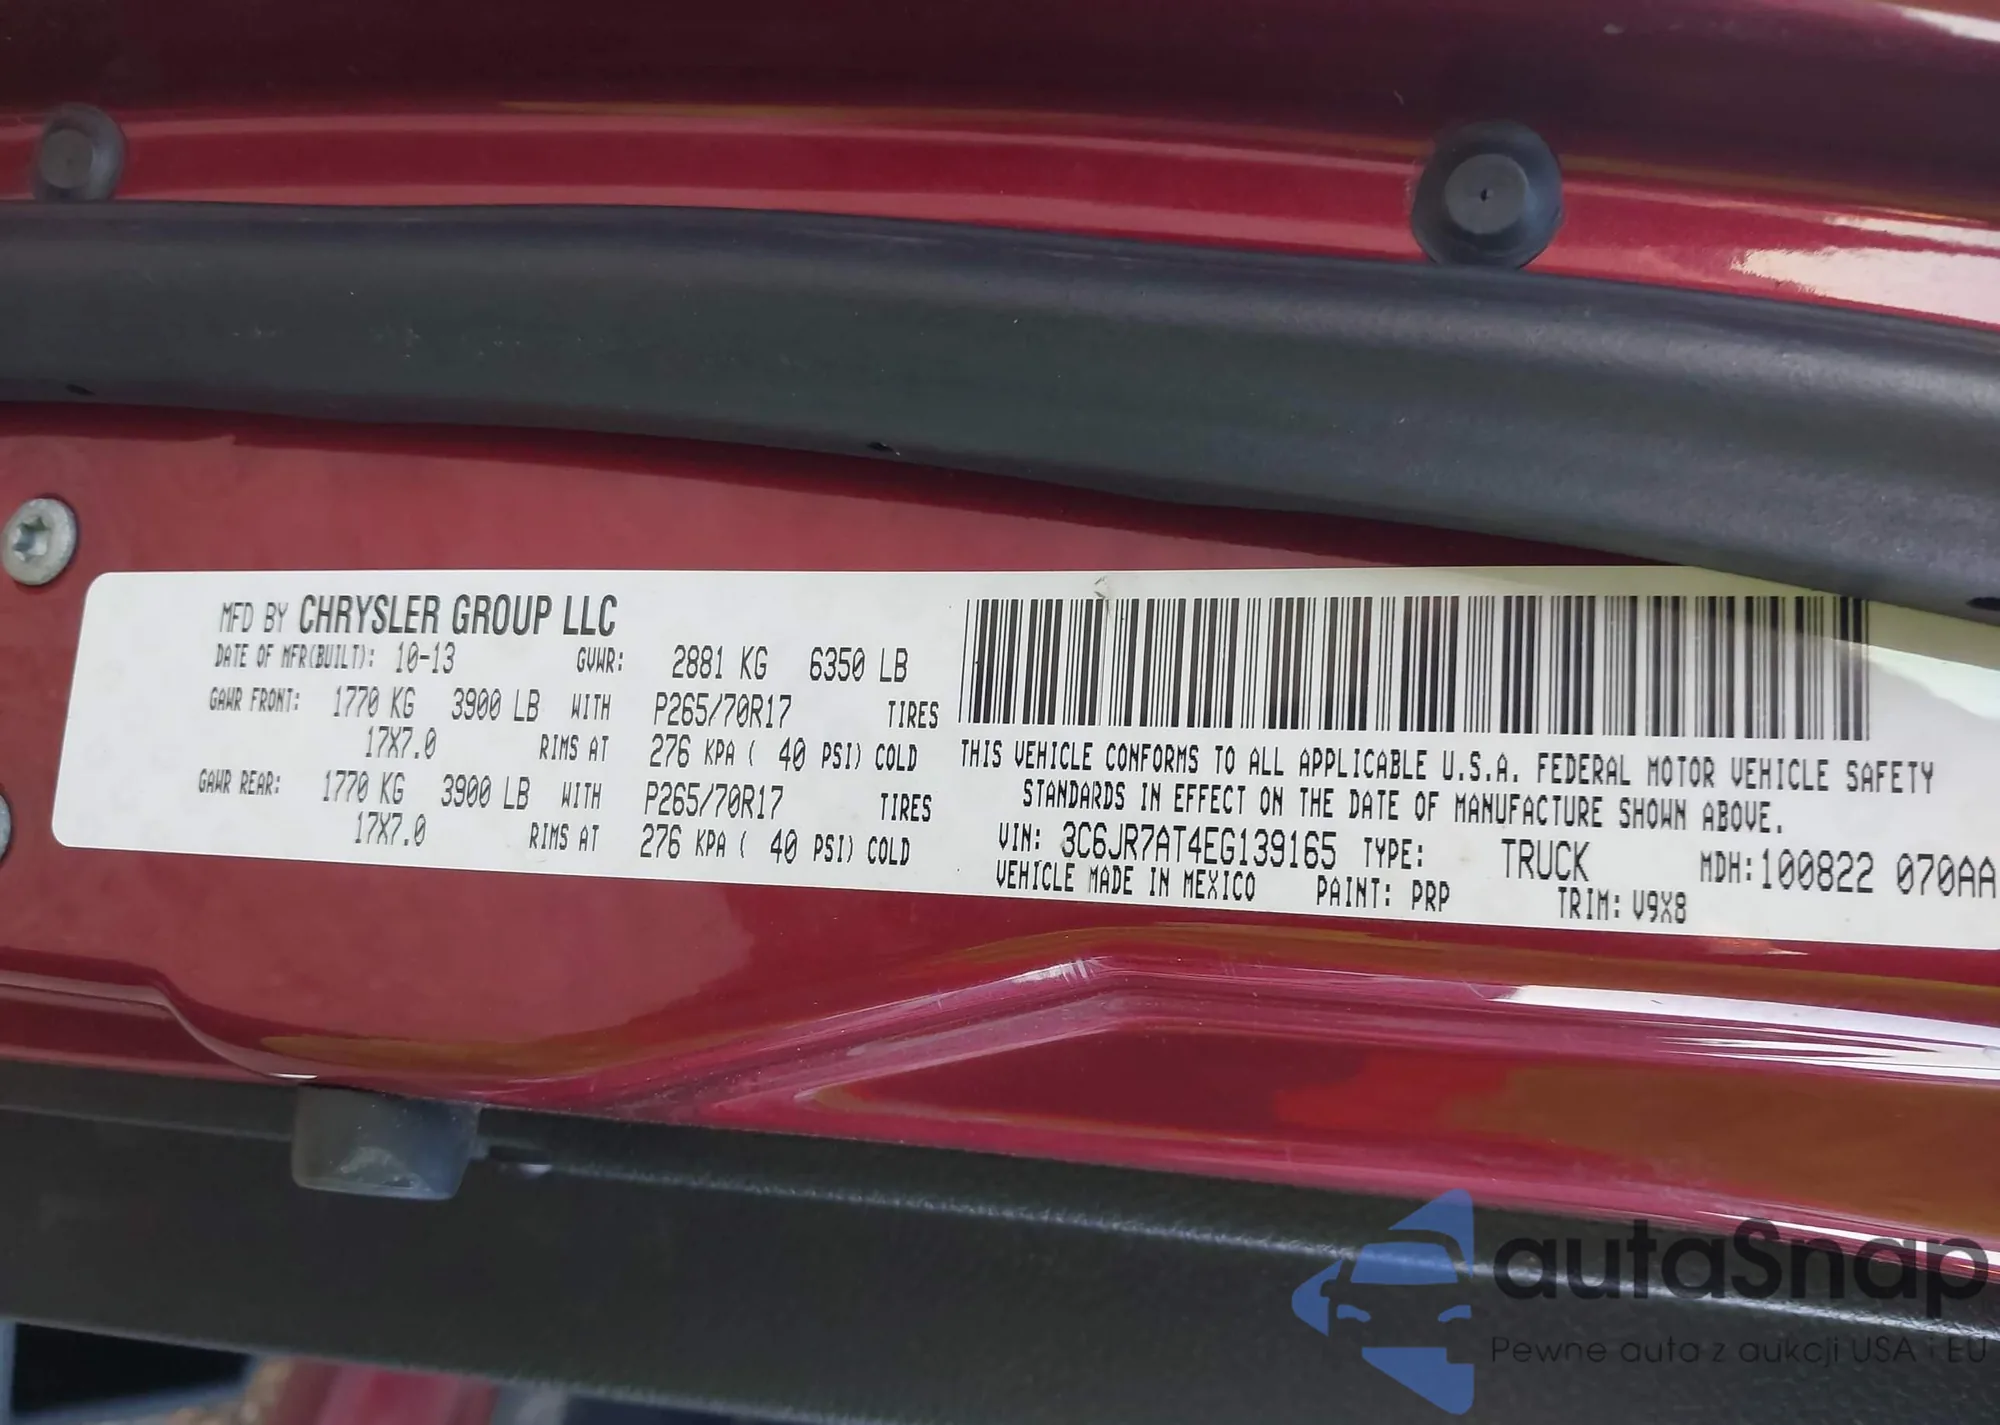 MFD BY CHRYSLER GROUP LLC
DATE OF MFR(BUILT): 10-13 GVWR: 2881 KG 6350 LB
GAWR FRONT: 1770 KG 3900 LB WITH P265/70R17 TIRES
17X7.0 RIMS AT 276 KPA ( 40 PSI) COLD
GAWR REAR: 1770 KG 3900 LB WITH P265/70R17 TIRES
17X7.0 RIMS AT 276 KPA ( 40 PSI) COLD
THIS VEHICLE CONFORMS TO ALL APPLICABLE U.S.A. FEDERAL MOTOR VEHICLE SAFETY
STANDARDS IN EFFECT ON THE DATE OF MANUFACTURE SHOWN ABOVE.
VIN: 3C6JR7AT4EG139165 TYPE: TRUCK MDH:100822 070AA
VEHICLE MADE IN MEXICO PAINT: PRP TRIM: V9X8
autaSnap
Pewne auta z aukcji USA i EU